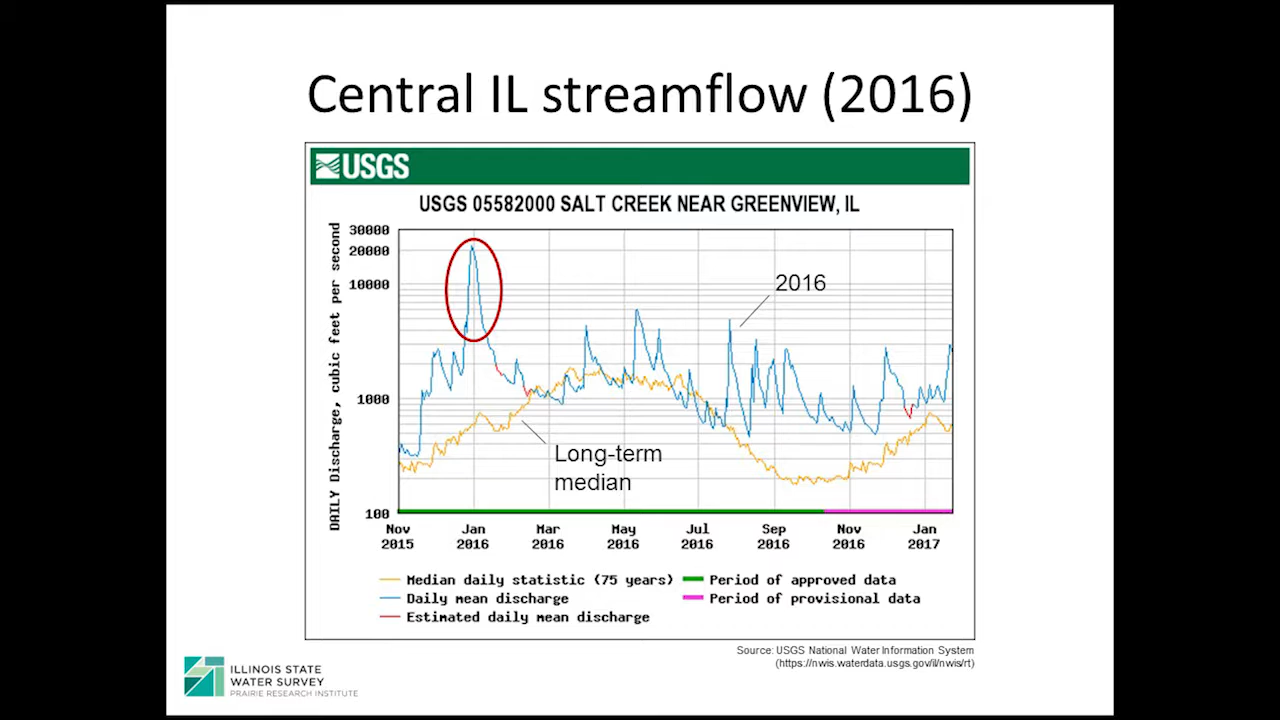 Central IL streamflow (2016)
USGS
USGS 05582000 SALT CREEK NEAR GREENVIEW, IL
DAILY Discharge, cubic feet per second
30000
20000
10000
1000
100
2016
Long-term
median
Nov Jan Mar May Jul Sep Nov Jan
2015 2016 2016 2016 2016 2016 2016 2017
Median daily statistic (75 years) Period of approved data
Daily mean discharge Period of provisional data
Estimated daily mean discharge
Source: USGS National Water Information System
(https://nwis.waterdata.usgs.gov/il/nwis/rt)
ILLINOIS STATE
WATER SURVEY
PRAIRIE RESEARCH INSTITUTE